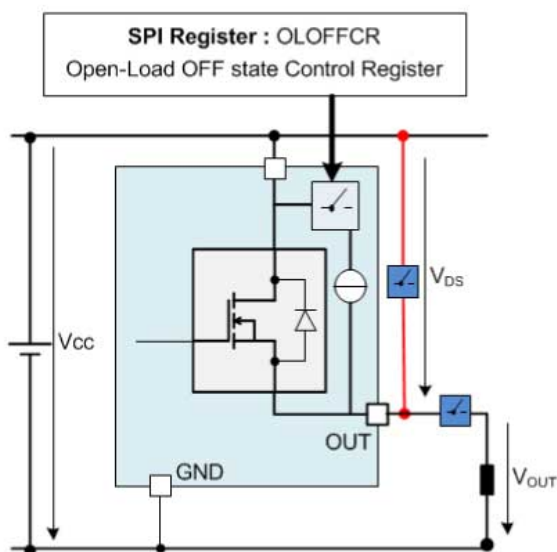 SPI Register : OLOFFCR
Open-Load OFF state Control Register
VDS
VCC
OUT
GND
VOUT